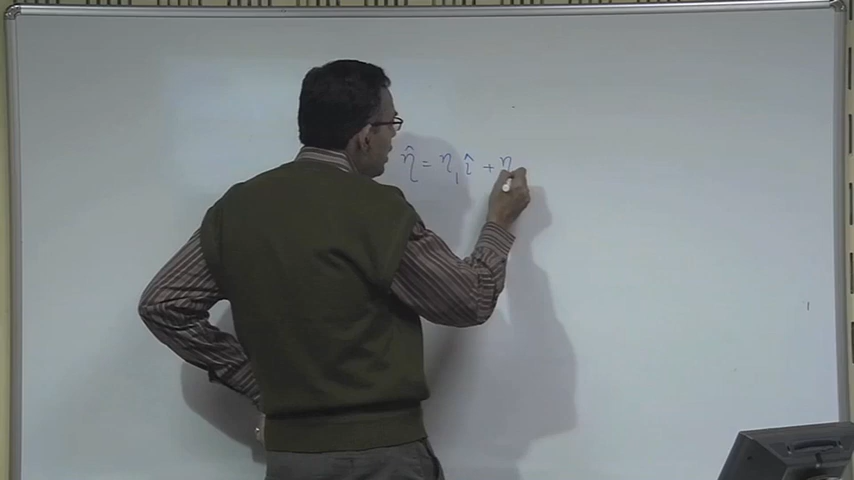 η̂ = η₁ î + η